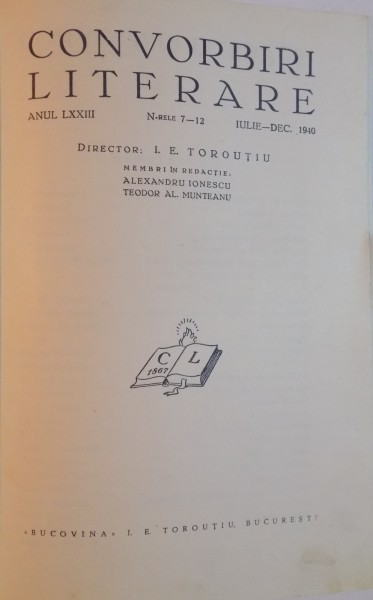 CONVORBIRI
LITERARE
ANUL LXXIII N-RELE 7—12 IULIE—DEC. 1940
DIRECTOR: I. E. TOROUȚIU
MEMBRI ÎN REDACȚIE:
ALEXANDRU IONESCU
TEODOR AL. MUNTEANU
C L
1867
«BUCOVINA» I. E. TOROUȚIU, BUCUREȘTI